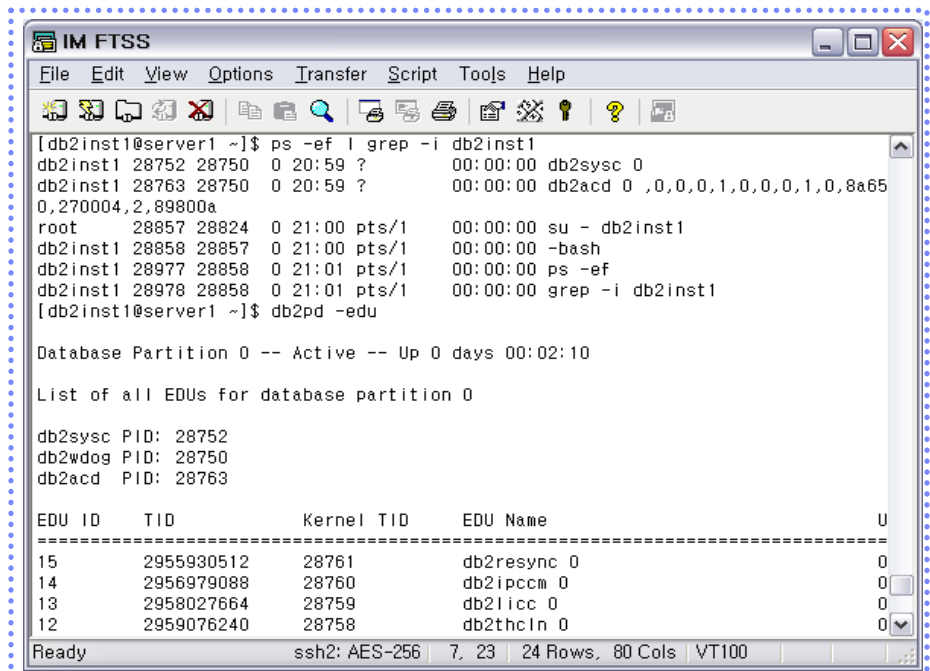 IM FTSS
File Edit View Options Transfer Script Tools Help
[db2inst1@server1 ~]$ ps -ef | grep -i db2inst1
db2inst1 28752 28750 0 20:59 ? 00:00:00 db2sysc 0
db2inst1 28763 28750 0 20:59 ? 00:00:00 db2acd 0 ,0,0,0,1,0,0,0,1,0,8a65
0,270004,2,89800a
root 28857 28824 0 21:00 pts/1 00:00:00 su - db2inst1
db2inst1 28858 28857 0 21:00 pts/1 00:00:00 -bash
db2inst1 28977 28858 0 21:01 pts/1 00:00:00 ps -ef
db2inst1 28978 28858 0 21:01 pts/1 00:00:00 grep -i db2inst1
[db2inst1@server1 ~]$ db2pd -edu
Database Partition 0 -- Active -- Up 0 days 00:02:10
List of all EDUs for database partition 0
db2sysc PID: 28752
db2wdog PID: 28750
db2acd PID: 28763
EDU ID TID Kernel TID EDU Name U
================================================================================
15 2955930512 28761 db2resync 0 0
14 2956979088 28760 db2ipccm 0 0
13 2958027664 28759 db2licc 0 0
12 2959076240 28758 db2thcln 0 0
Ready ssh2: AES-256 7, 23 24 Rows, 80 Cols VT100